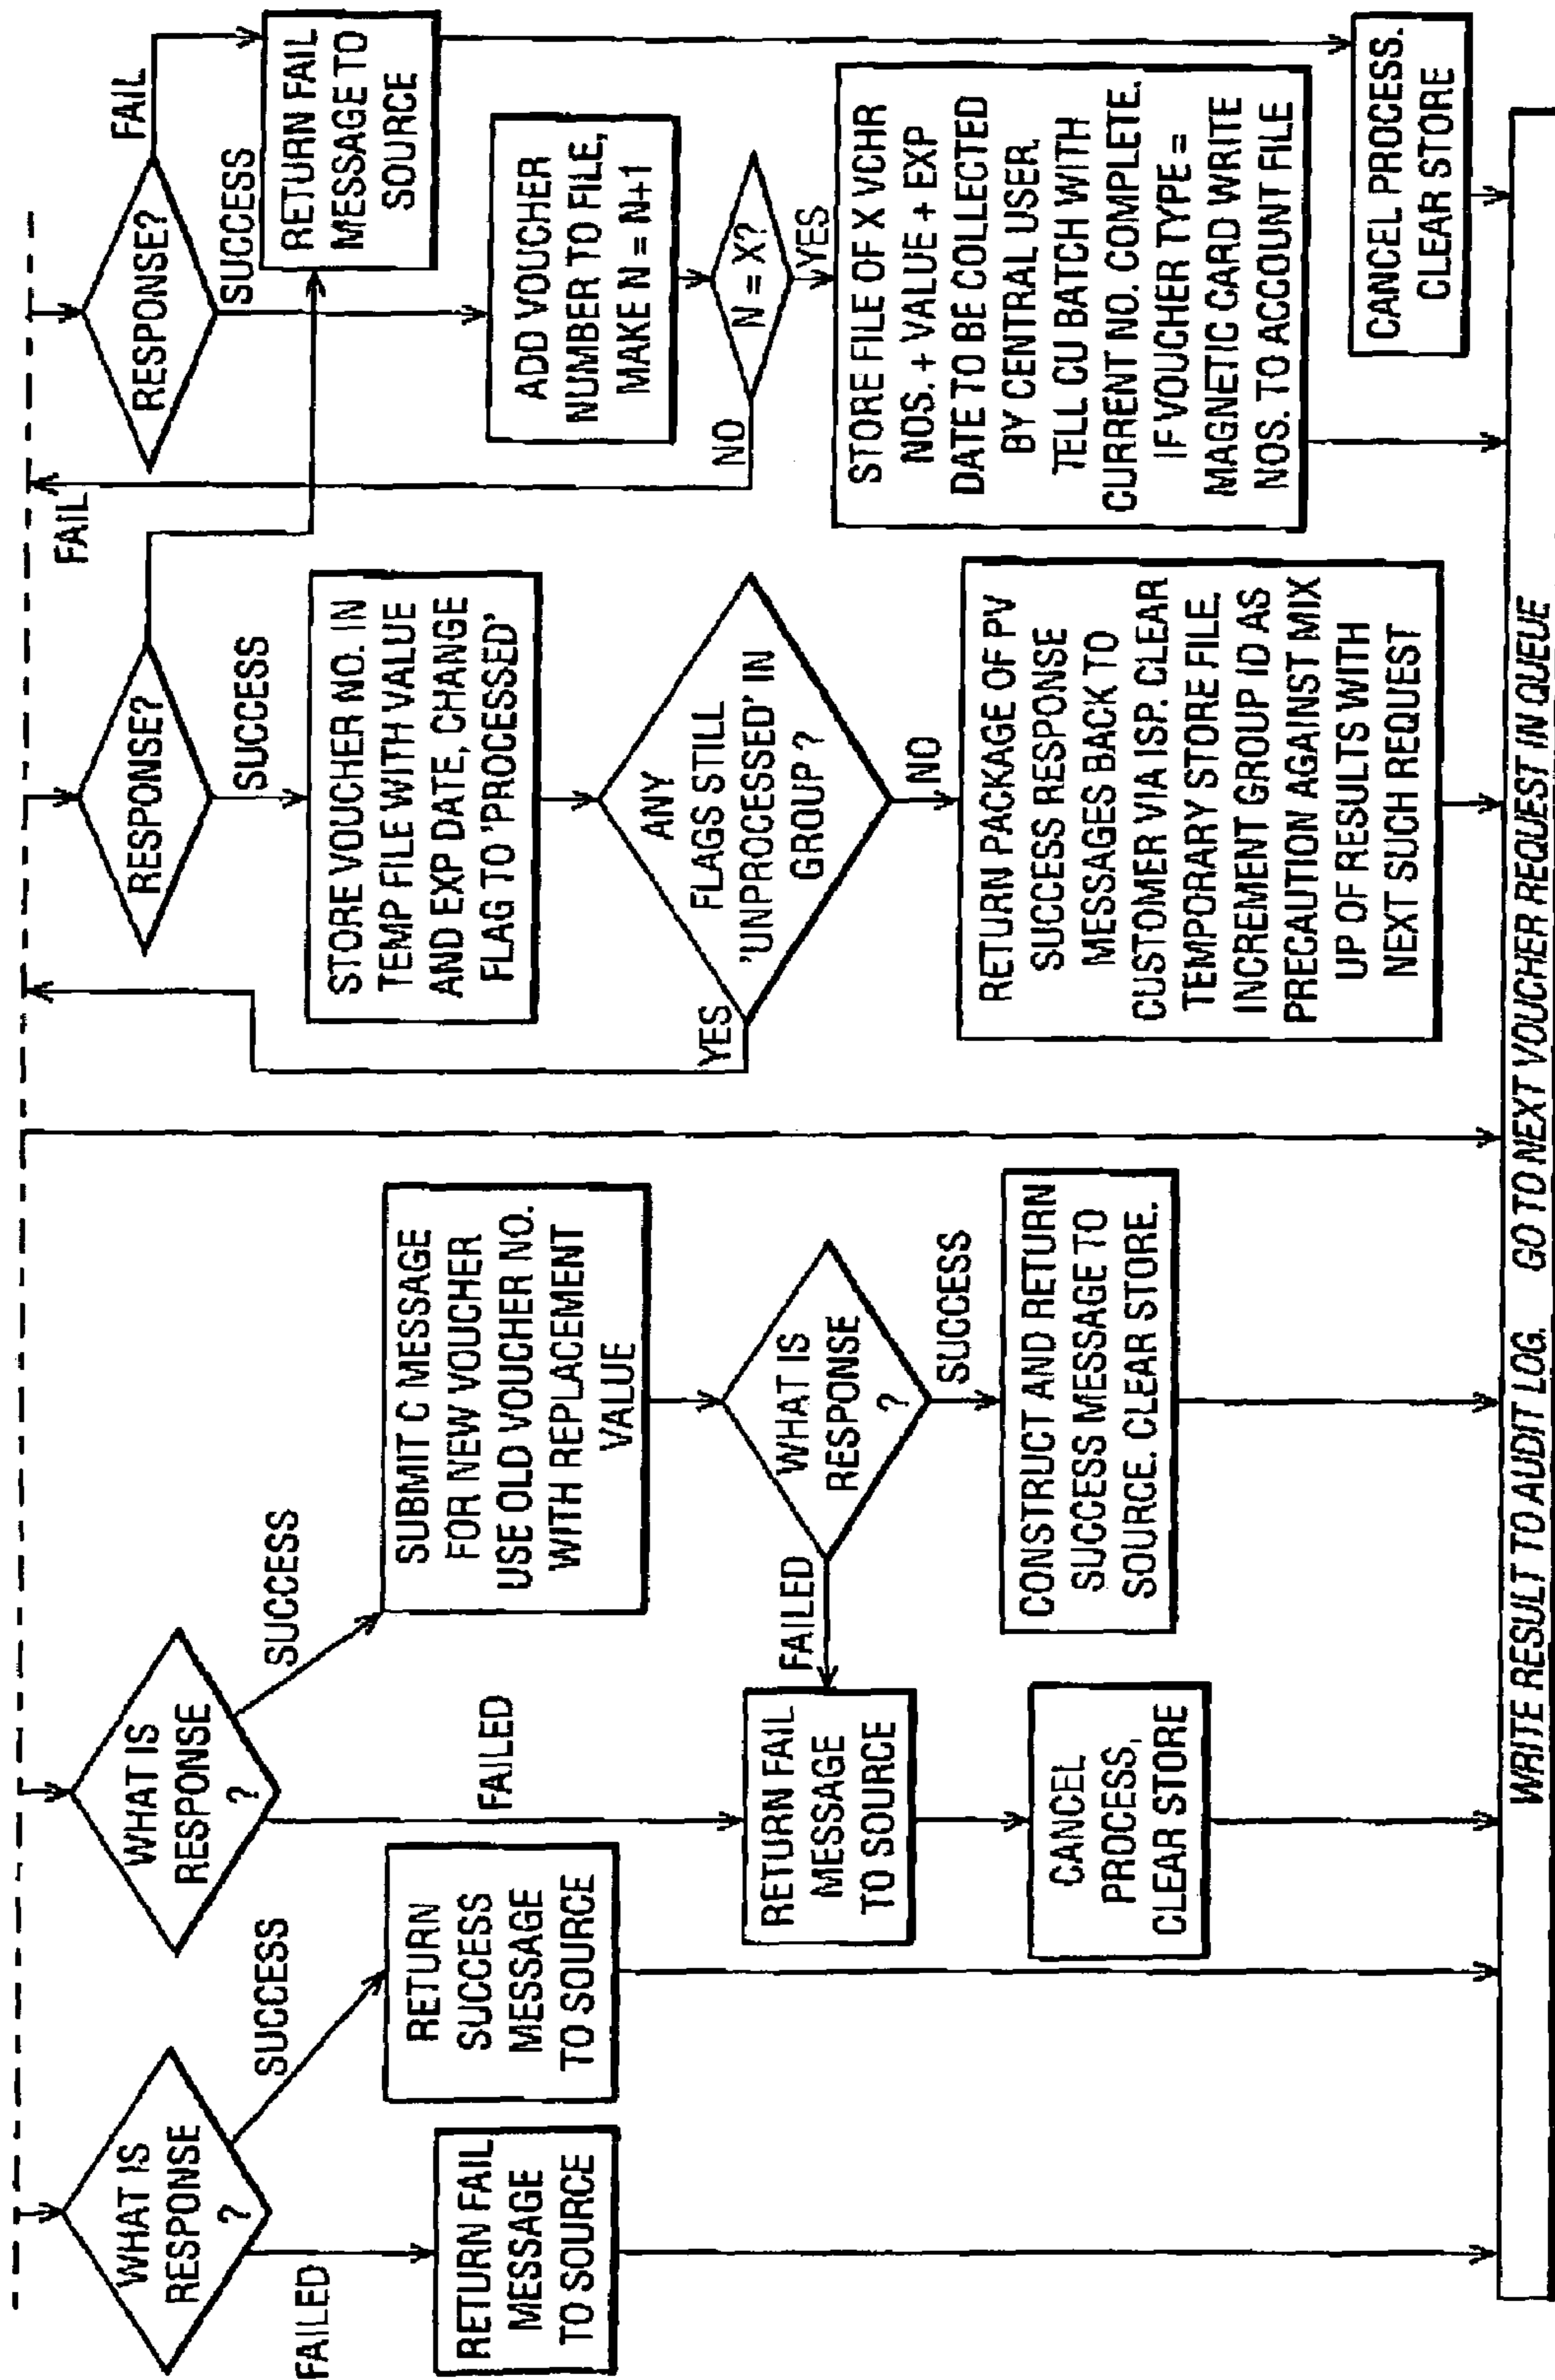 WHAT IS
RESPONSE
?
FAILED
SUCCESS
RETURN FAIL
MESSAGE
TO SOURCE
RETURN
SUCCESS
MESSAGE
TO SOURCE
WHAT IS
RESPONSE
?
SUCCESS
FAILED
SUBMIT C MESSAGE
FOR NEW VOUCHER
USE OLD VOUCHER NO.
WITH REPLACEMENT
VALUE
WHAT IS
RESPONSE
?
FAILED
SUCCESS
RETURN FAIL
MESSAGE
TO SOURCE
CANCEL
PROCESS,
CLEAR STORE
CONSTRUCT AND RETURN
SUCCESS MESSAGE TO
SOURCE. CLEAR STORE.
RESPONSE?
FAIL
SUCCESS
STORE VOUCHER NO. IN
TEMP FILE WITH VALUE
AND EXP DATE, CHANGE
FLAG TO 'PROCESSED'
ANY
FLAGS STILL
'UNPROCESSED' IN
GROUP ?
YES
NO
RETURN PACKAGE OF PV
SUCCESS RESPONSE
MESSAGES BACK TO
CUSTOMER VIA ISP. CLEAR
TEMPORARY STORE FILE.
INCREMENT GROUP ID AS
PRECAUTION AGAINST MIX
UP OF RESULTS WITH
NEXT SUCH REQUEST
RESPONSE?
FAIL
SUCCESS
RETURN FAIL
MESSAGE TO
SOURCE
ADD VOUCHER
NUMBER TO FILE,
MAKE N = N+1
N = X?
NO
YES
STORE FILE OF X VCHR
NOS. + VALUE + EXP
DATE TO BE COLLECTED
BY CENTRAL USER.
TELL CU BATCH WITH
CURRENT NO. COMPLETE.
IF VOUCHER TYPE =
MAGNETIC CARD WRITE
NOS. TO ACCOUNT FILE
CANCEL PROCESS.
CLEAR STORE
WRITE RESULT TO AUDIT LOG. GO TO NEXT VOUCHER REQUEST IN QUEUE